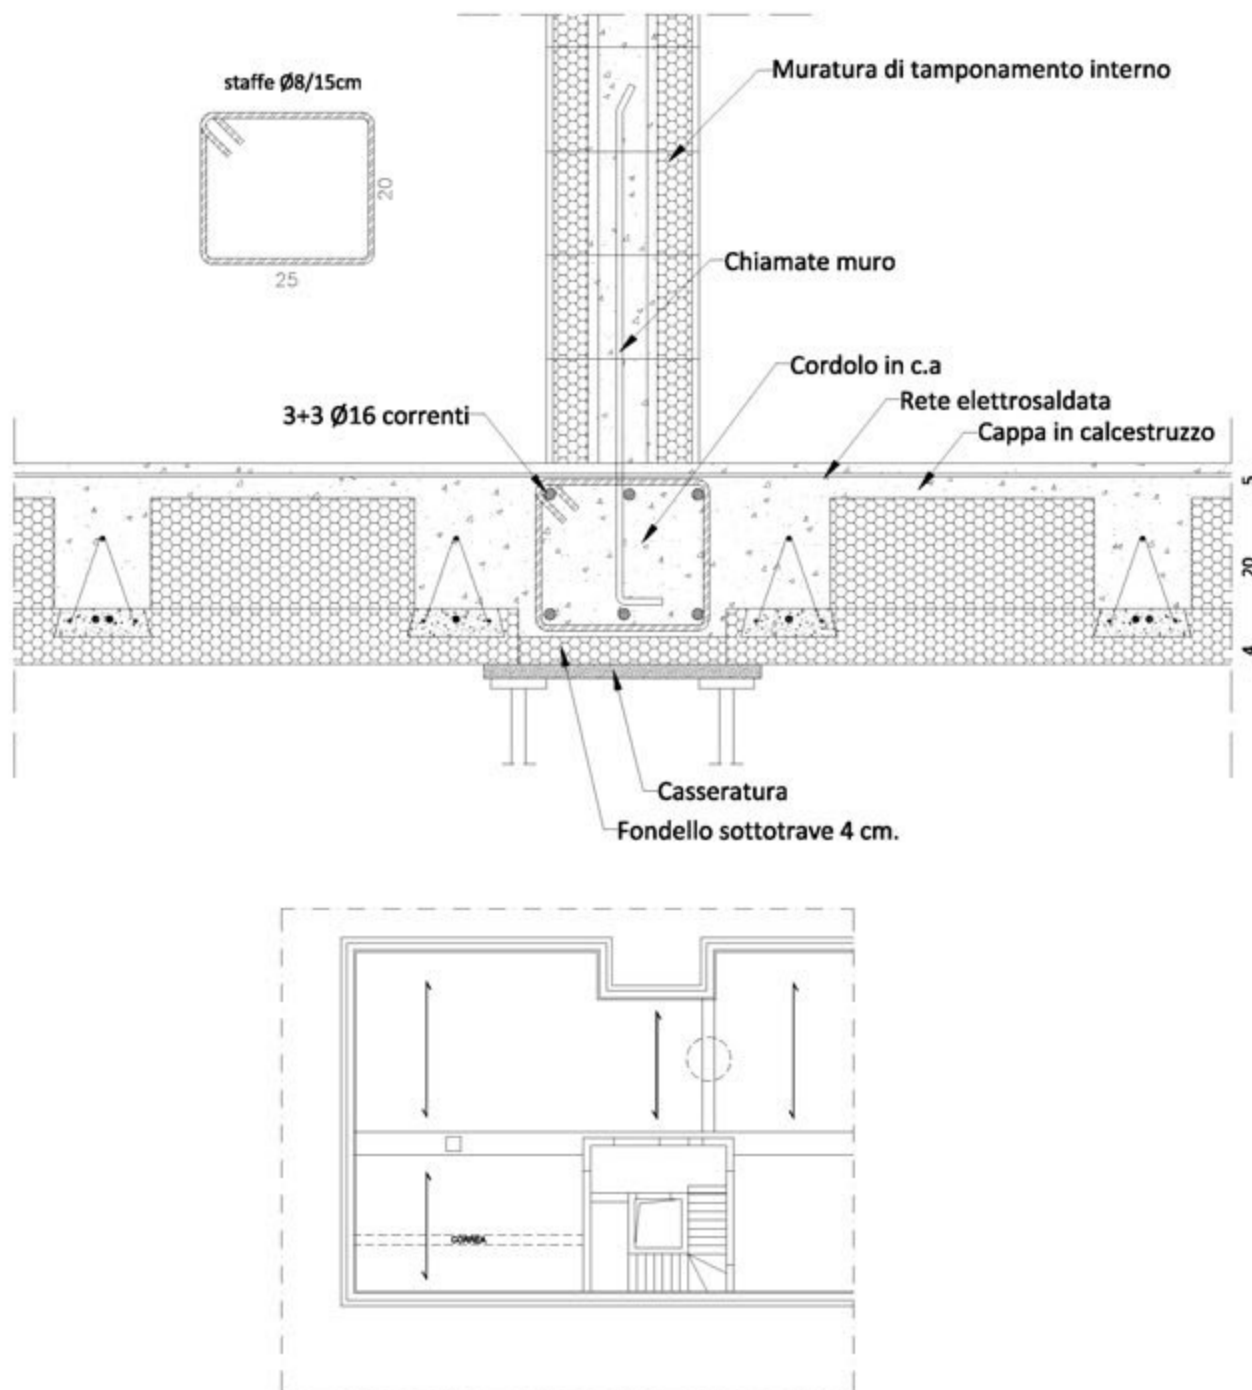 staffe Ø8/15cm
20
25
Muratura di tamponamento interno
Chiamate muro
Cordolo in c.a
Rete elettrosaldata
Cappa in calcestruzzo
3+3 Ø16 correnti
5
20
4
Casseratura
Fondello sottotrave 4 cm.
CORREA